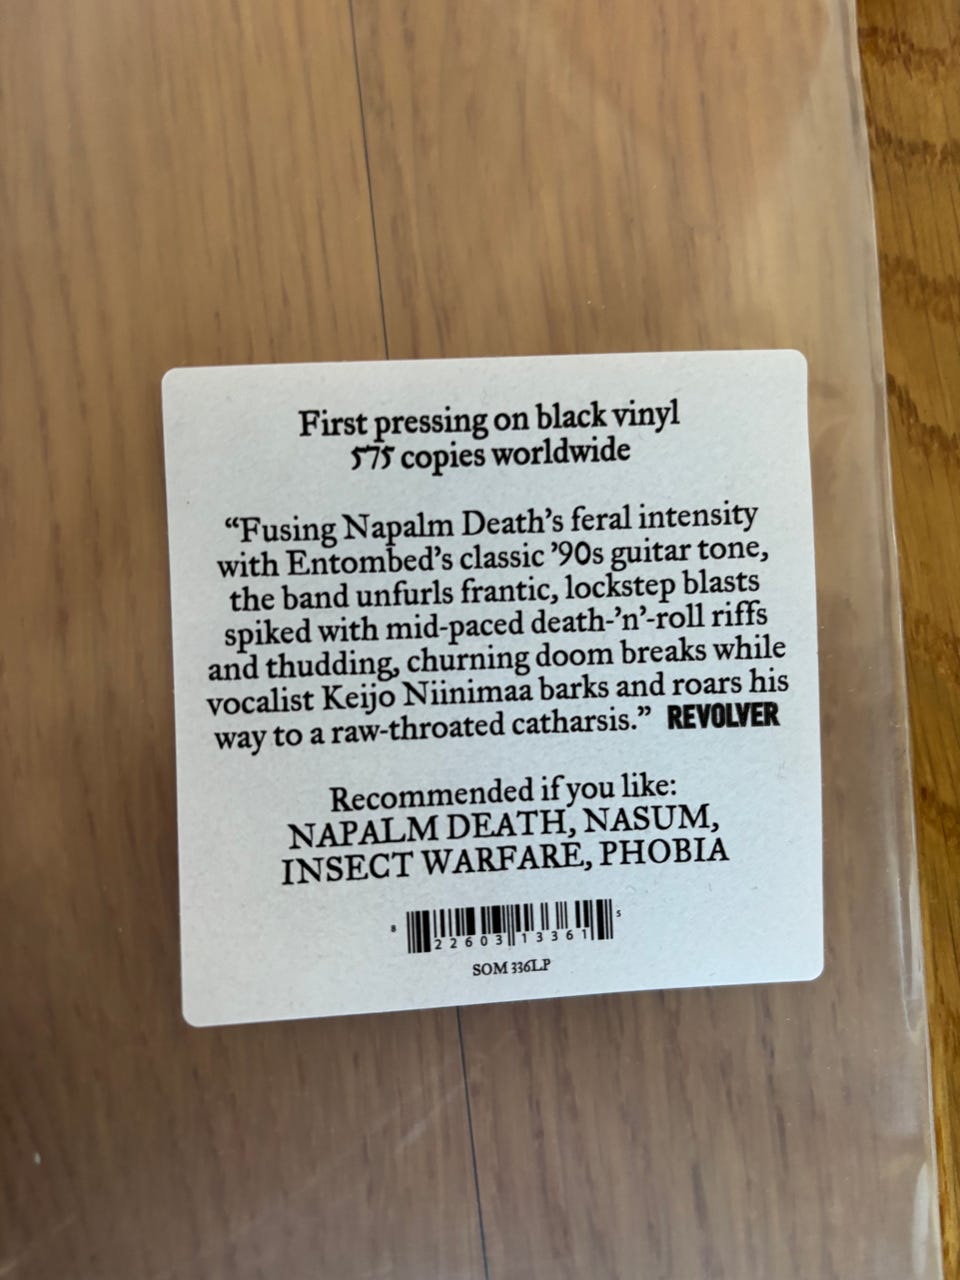 First pressing on black vinyl
575 copies worldwide
“Fusing Napalm Death’s feral intensity
with Entombed’s classic ’90s guitar tone,
the band unfurls frantic, lockstep blasts
spiked with mid-paced death-’n’-roll riffs
and thudding, churning doom breaks while
vocalist Keijo Niinimaa barks and roars his
way to a raw-throated catharsis.” REVOLVER
Recommended if you like:
NAPALM DEATH, NASUM,
INSECT WARFARE, PHOBIA
8 22603 13361 5
SOM 336LP